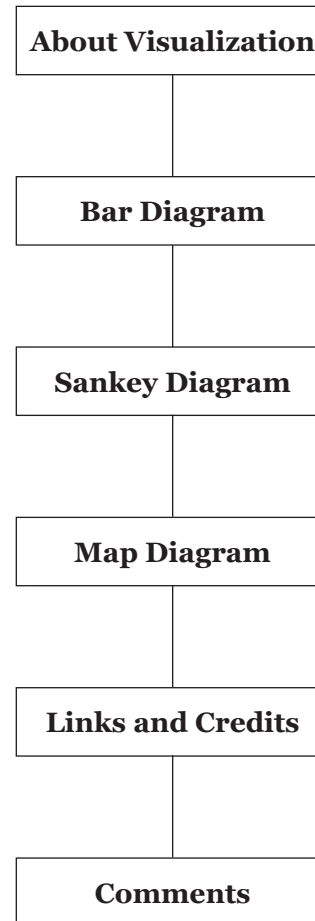 About Visualization
Bar Diagram
Sankey Diagram
Map Diagram
Links and Credits
Comments